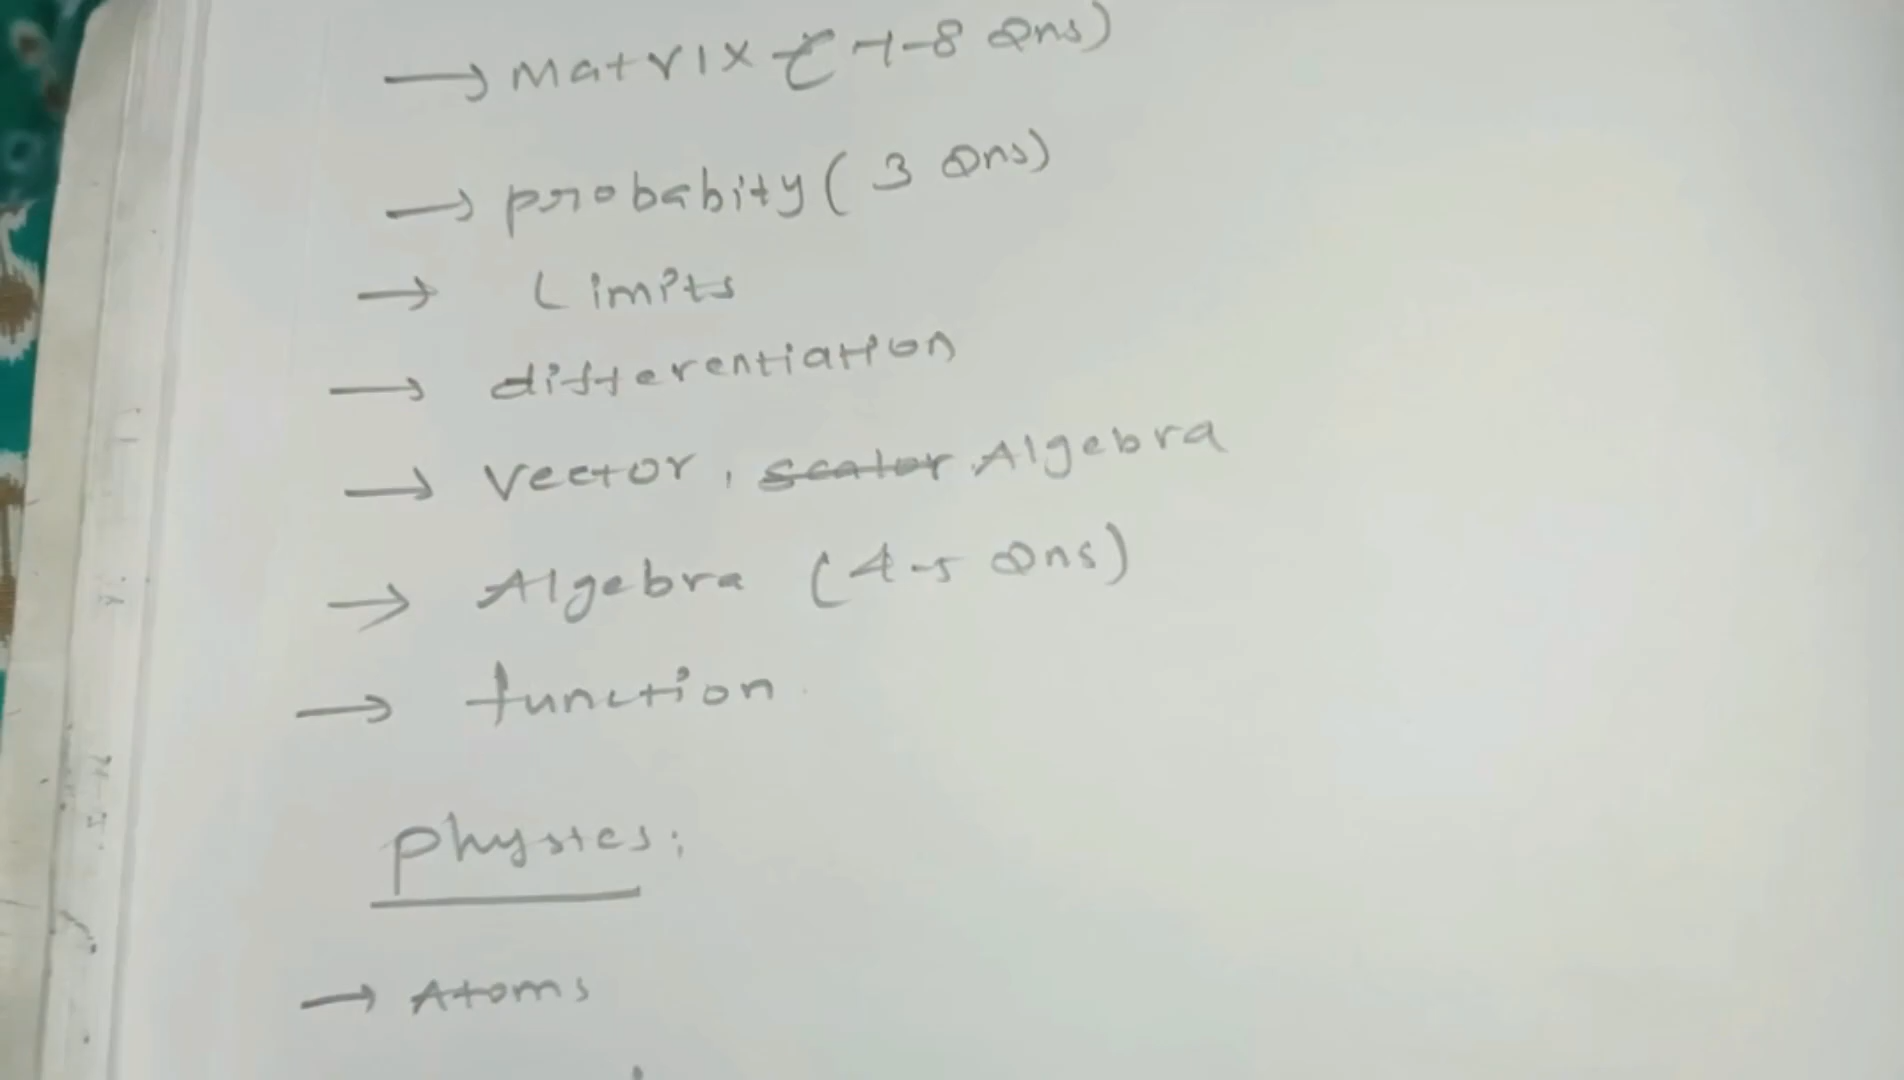 → Matrix (7-8 Qns)
→ probabity ( 3 Qns)
→ Limits
→ differentiation
→ Vector, scalar Algebra
→ Algebra (4-5 Qns)
→ function
physics:
→ Atoms